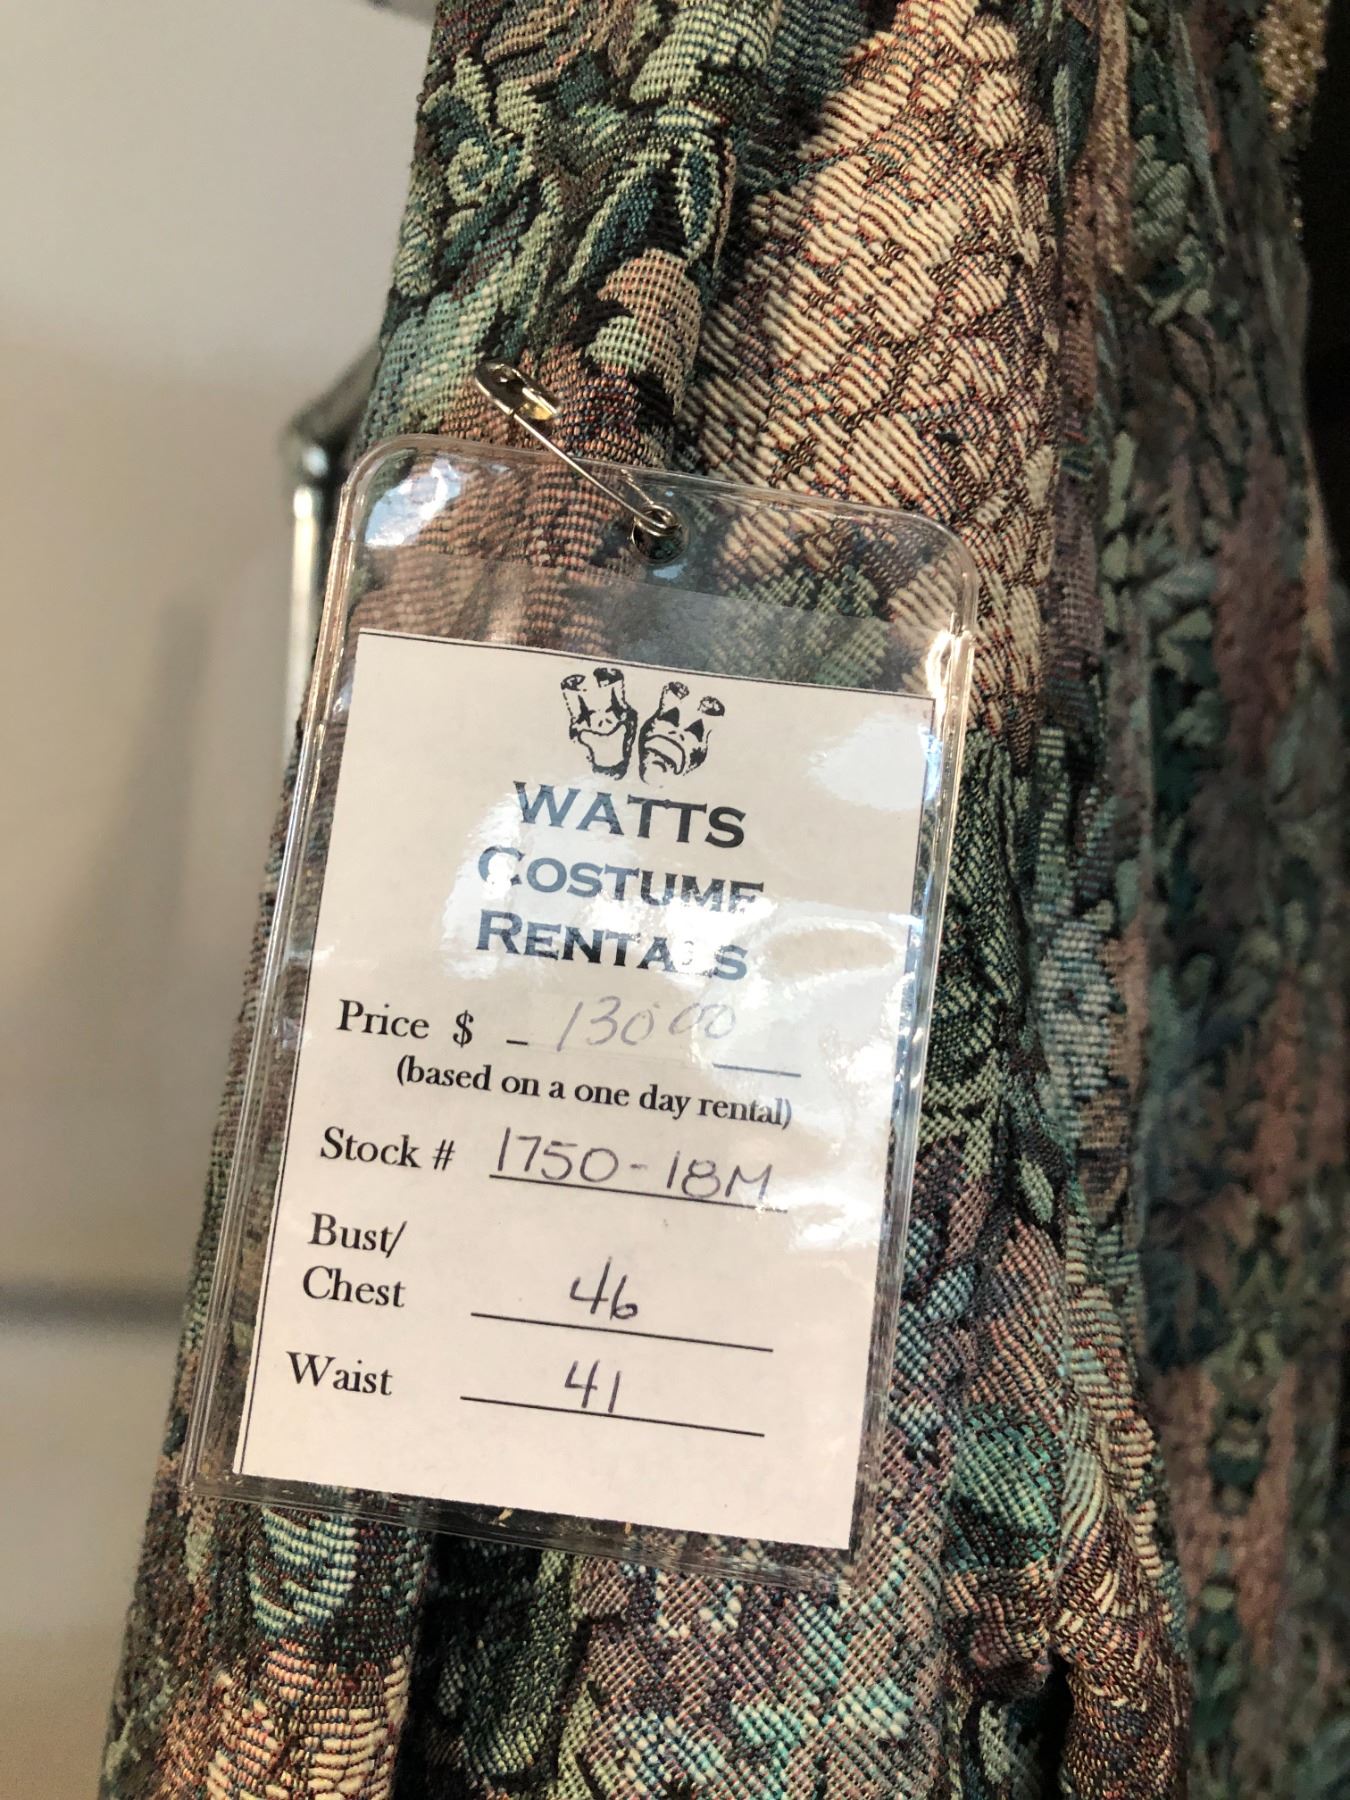 WATTS
COSTUME
RENTALS
Price $ 130 00
(based on a one day rental)
Stock # 1750-18M
Bust/
Chest 46
Waist 41